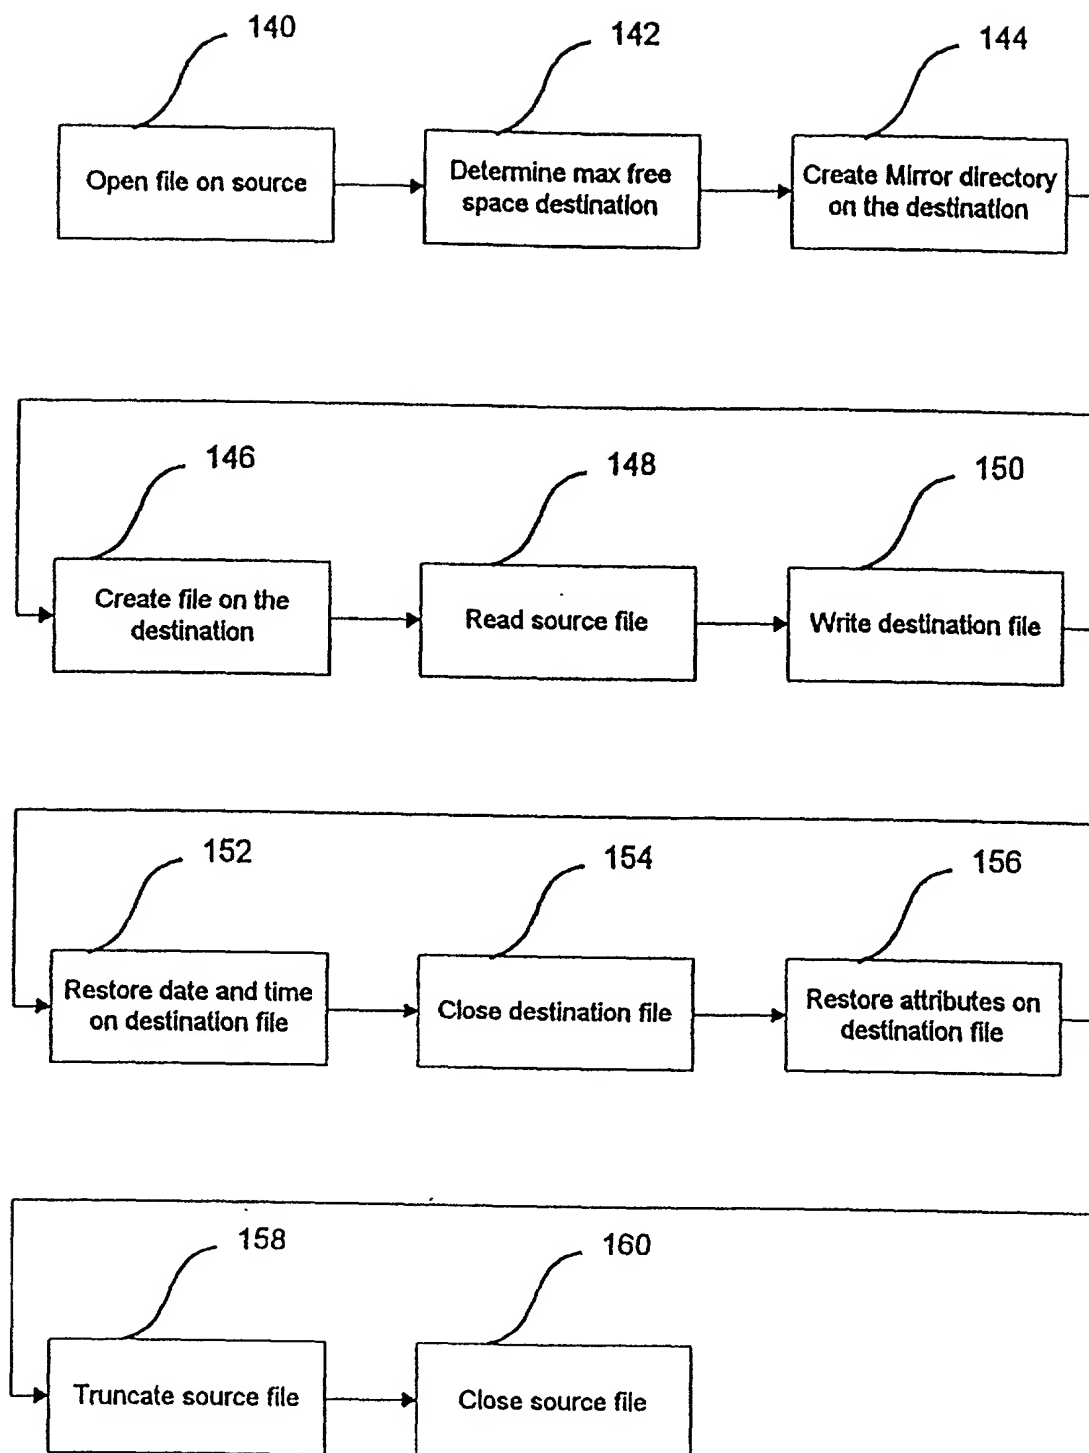 140
142
144
Open file on source
Determine max free
space destination
Create Mirror directory
on the destination
146
148
150
Create file on the
destination
Read source file
Write destination file
152
154
156
Restore date and time
on destination file
Close destination file
Restore attributes on
destination file
158
160
Truncate source file
Close source file